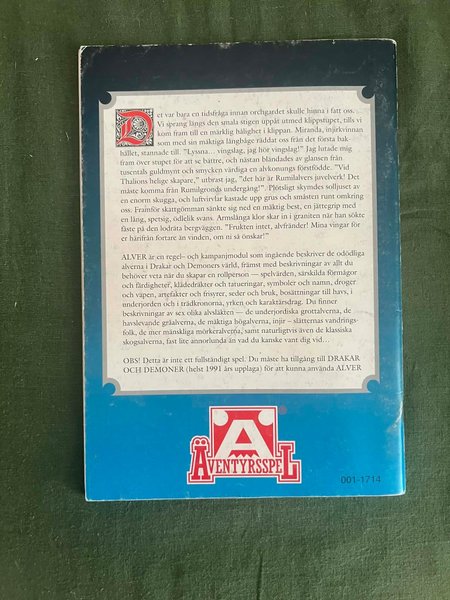 Det var bara en tidsfråga innan orchgardet skulle hinna i fatt oss.
Vi sprang längs den smala stigen uppåt utmed klippstupet, tills vi
kom fram till en märklig hålighet i klippan. Miranda, injirkvinnan
som med sin mäktiga långbåge räddat oss från det första bak-
hållet, stannade till. "Lyssna... vingslag, jag hör vingslag!" Jag lutade mig
fram över stupet för att se bättre, och nästan bländades av glansen från
tusentals guldmynt och smycken värdiga en alvkonungs förstfödde. "Vid
Thalions helige skapare," utbrast jag, "det här är Rumilalvers juvelverk! Det
måste komma från Rumilgronds undergång!". Plötsligt skymdes solljuset av
en enorm skugga, och luftvirvlar kastade upp grus och småsten runt omkring
oss. Framför skattgömman sänkte sig ned en mäktig best, en jättegrip med
en lång, spetsig, ödlelik svans. Armslånga klor skar in i graniten när han sökte
fäste på den lodräta bergväggen. "Frukten intet, alvfränder! Mina vingar för
er härifrån fortare än vinden, om ni så önskar!"
ALVER är en regel- och kampanjmodul som ingående beskriver de odödliga
alverna i Drakar och Demoners värld, främst med beskrivningar av allt du
behöver veta när du skapar en rollperson — spelvärden, särskilda förmågor
och färdigheter, klädedräkter och tatueringar, symboler och namn, droger
och vapen, artefakter och frisyrer, seder och bruk, bosättningar till havs, i
underjorden och i trädkronorna, yrken och karaktärsdrag. Du finner
beskrivningar av sex olika alvsläkten — de underjordiska grottalverna, de
havslevande gråalverna, de mäktiga högalverna, injir – slätternas vandrings-
folk, de mer mänskliga mörkeralverna, samt naturligtvis även de klassiska
skogsalverna, fast lite annorlunda än vad du kanske vant dig vid...
OBS! Detta är inte ett fullständigt spel. Du måste ha tillgång till DRAKAR
OCH DEMONER (helst 1991 års upplaga) för att kunna använda ALVER
A
ÄVENTYRSSPEL
001-1714